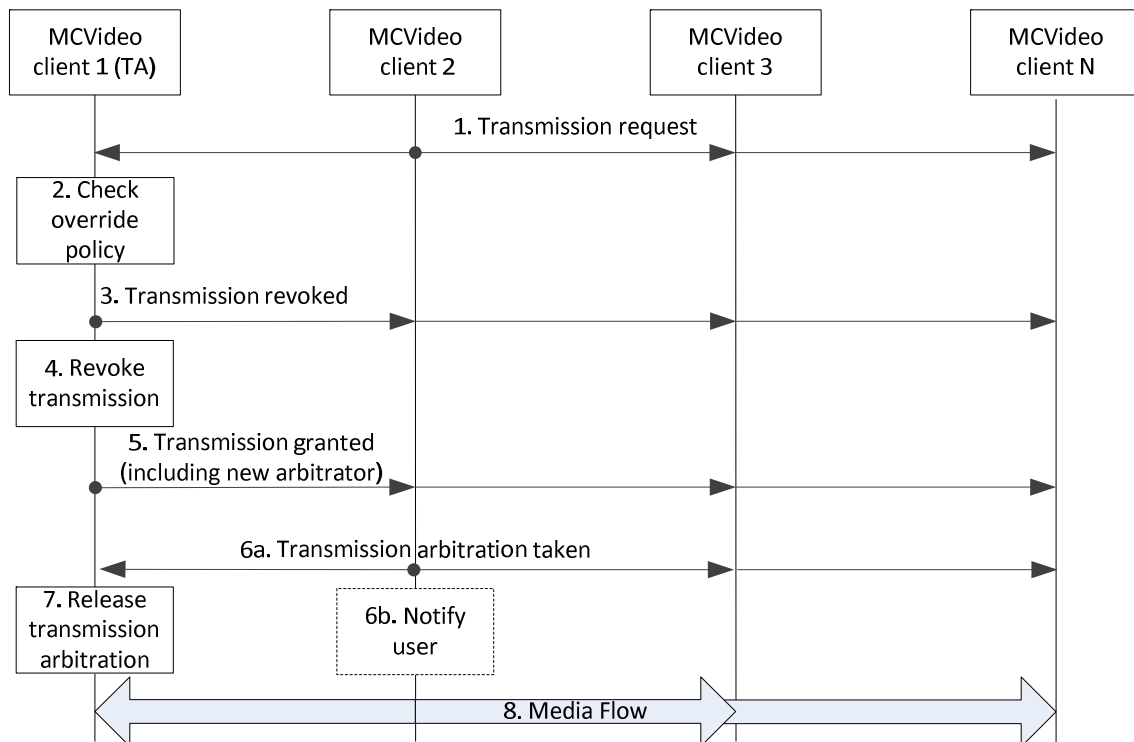 MCVideo
client 1 (TA)
MCVideo
client 2
MCVideo
client 3
MCVideo
client N
1. Transmission request
2. Check
override
policy
3. Transmission revoked
4. Revoke
transmission
5. Transmission granted
(including new arbitrator)
6a. Transmission arbitration taken
7. Release
transmission
arbitration
6b. Notify
user
8. Media Flow